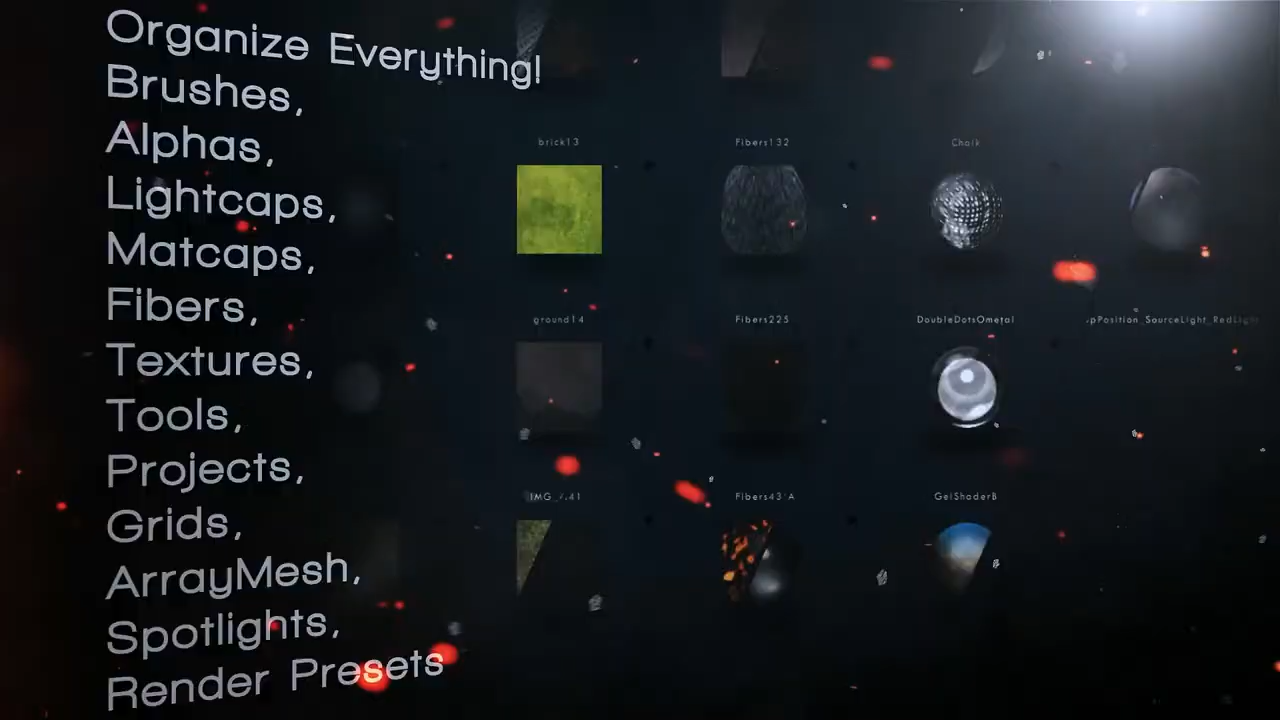 Organize Everything!
Brushes,
Alphas,
Lightcaps,
Matcaps,
Fibers,
Textures,
Tools,
Projects,
Grids,
ArrayMesh,
Spotlights,
Render Presets
brick13 Fibers132 Chalk
ground14 Fibers225 DoubleDotsOmetal
GelShaderB